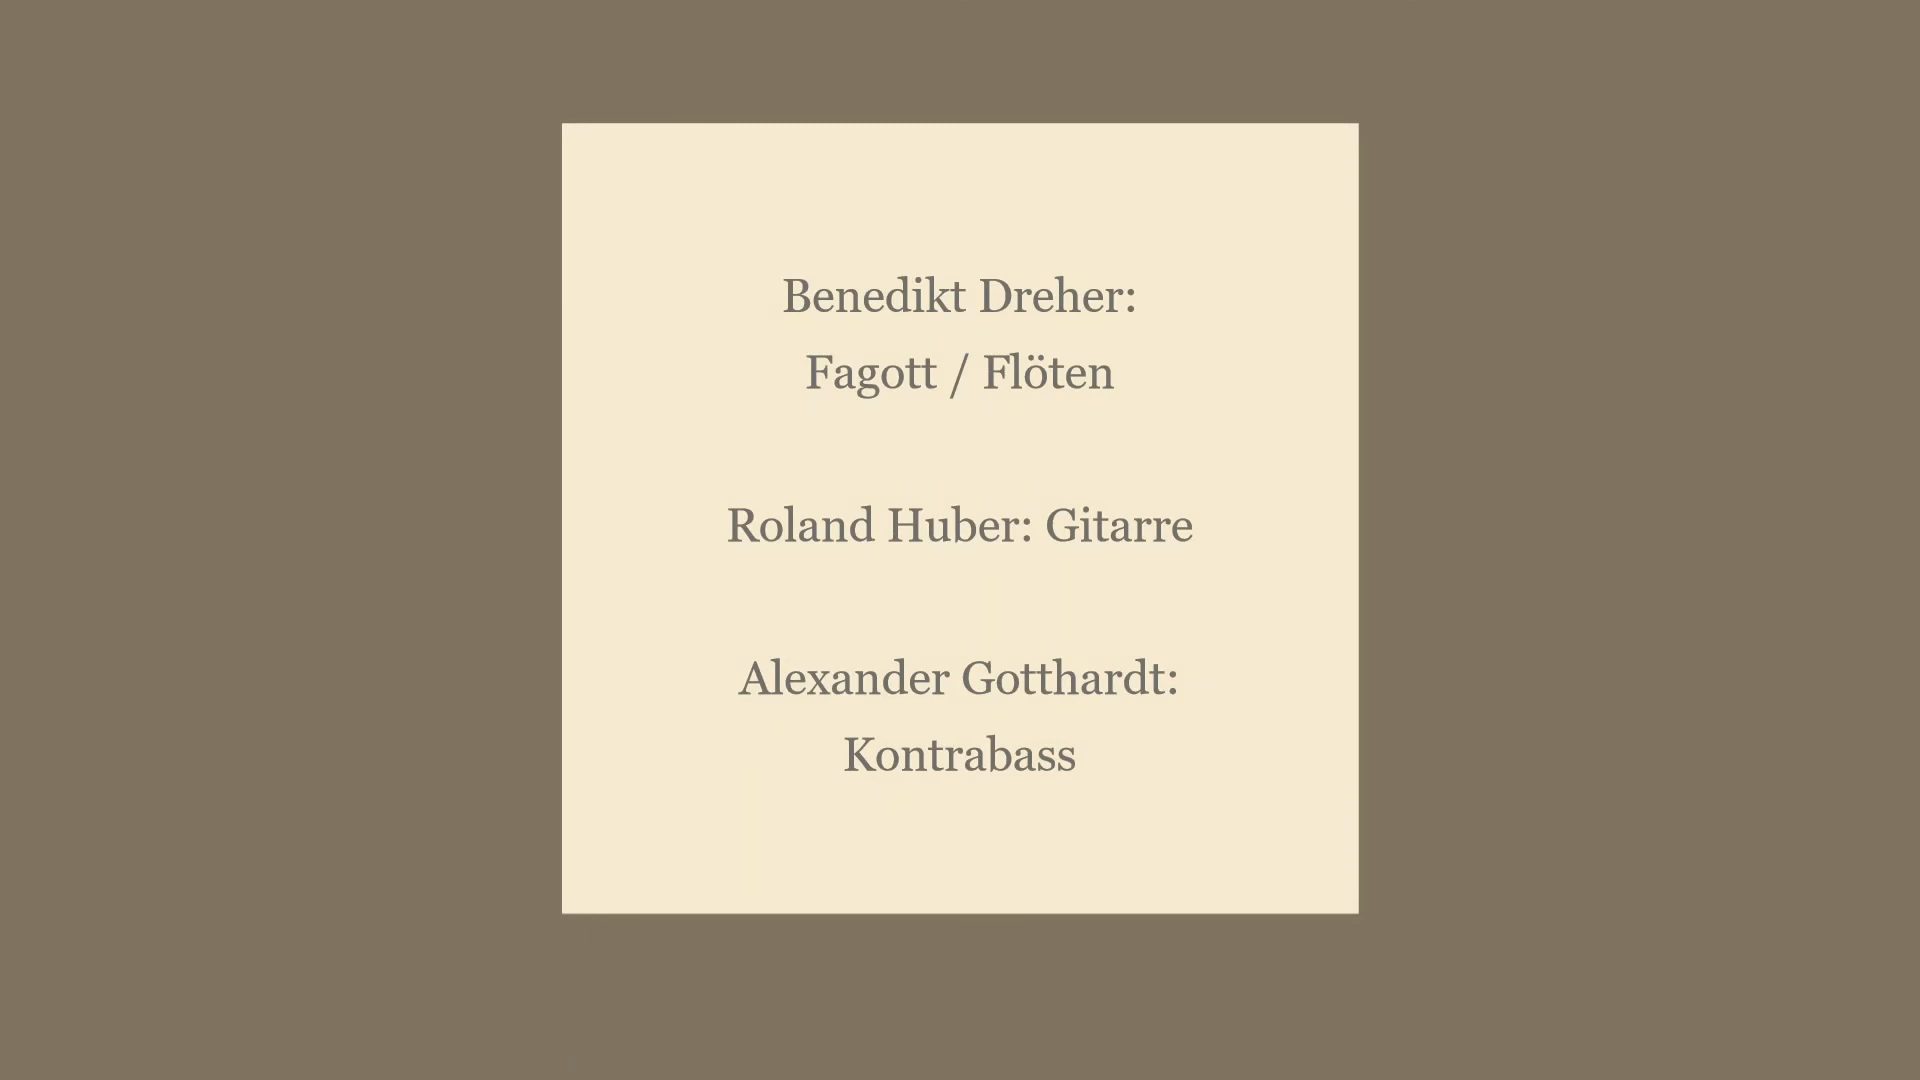 Benedikt Dreher:
Fagott / Flöten
Roland Huber: Gitarre
Alexander Gotthardt:
Kontrabass